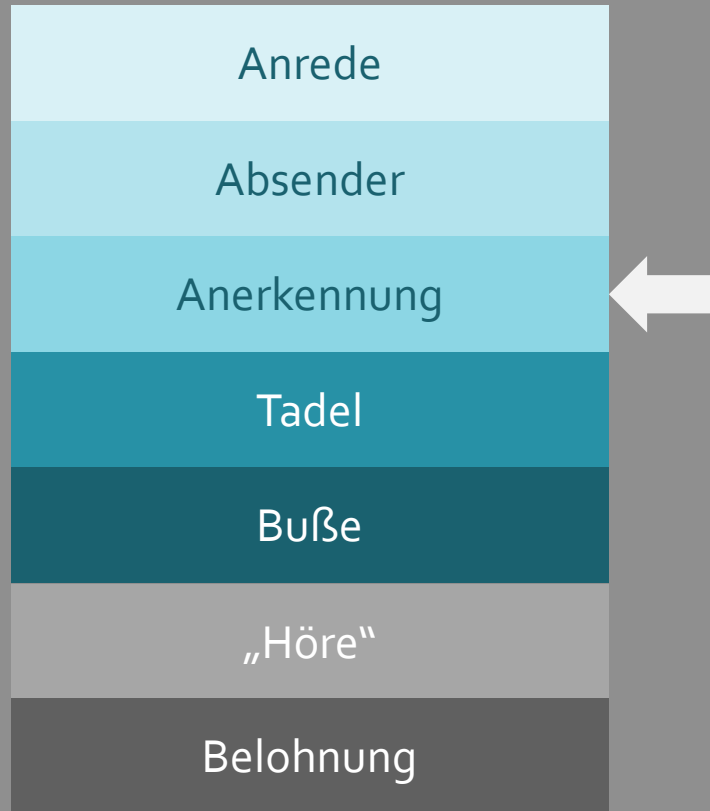 Anrede
Absender
Anerkennung
Tadel
Buße
„Höre“
Belohnung